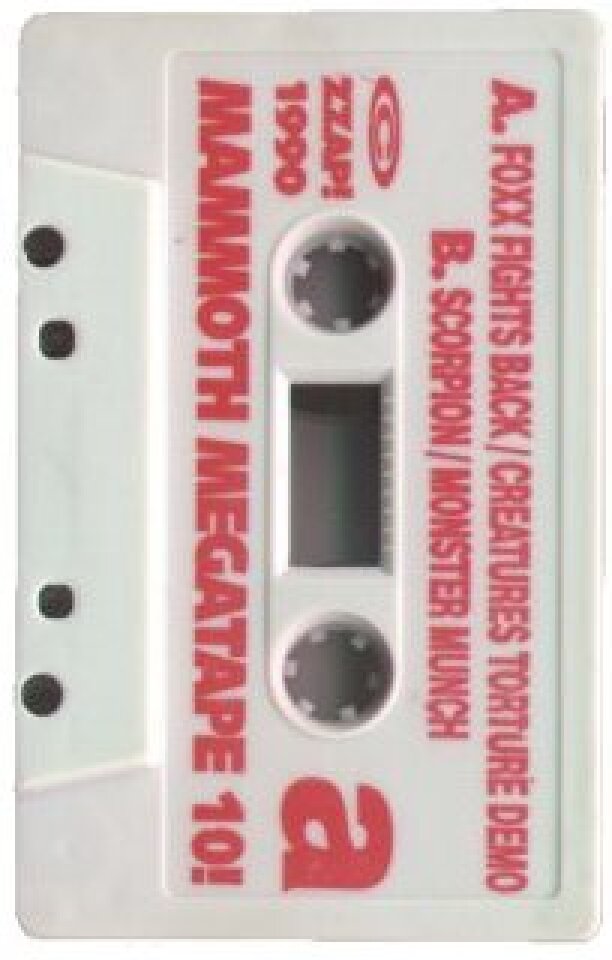 A. FOXX FIGHTS BACK / CREATURES TORTURE DEMO
B. SCORPION / MONSTER MUNCH
©
ZZAP!
1990
a
MAMMOTH MEGATAPE 10!